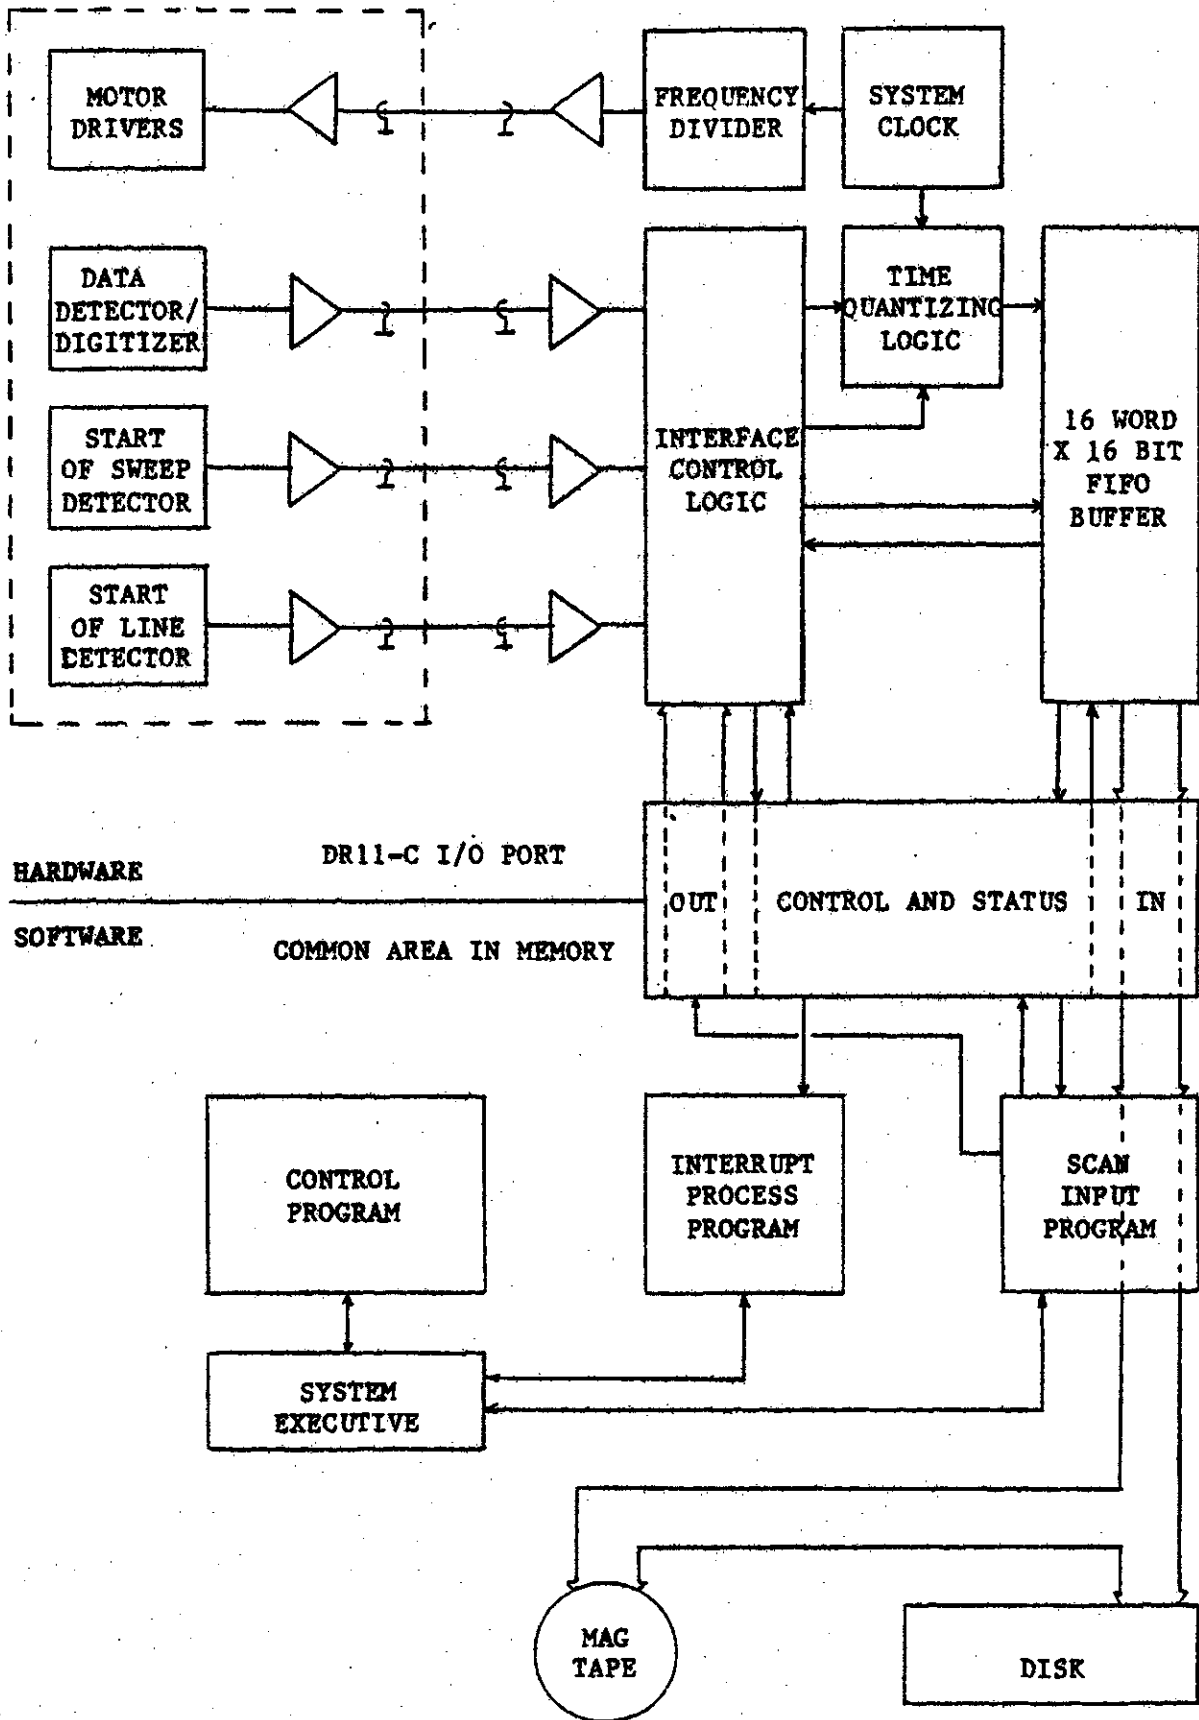 MOTOR
DRIVERS
FREQUENCY
DIVIDER
SYSTEM
CLOCK
DATA
DETECTOR/
DIGITIZER
TIME
QUANTIZING
LOGIC
START
OF SWEEP
DETECTOR
INTERFACE
CONTROL
LOGIC
16 WORD
X 16 BIT
FIFO
BUFFER
START
OF LINE
DETECTOR
HARDWARE
DR11-C I/O PORT
SOFTWARE
COMMON AREA IN MEMORY
OUT
CONTROL AND STATUS
IN
CONTROL
PROGRAM
INTERRUPT
PROCESS
PROGRAM
SCAN
INPUT
PROGRAM
SYSTEM
EXECUTIVE
MAG
TAPE
DISK